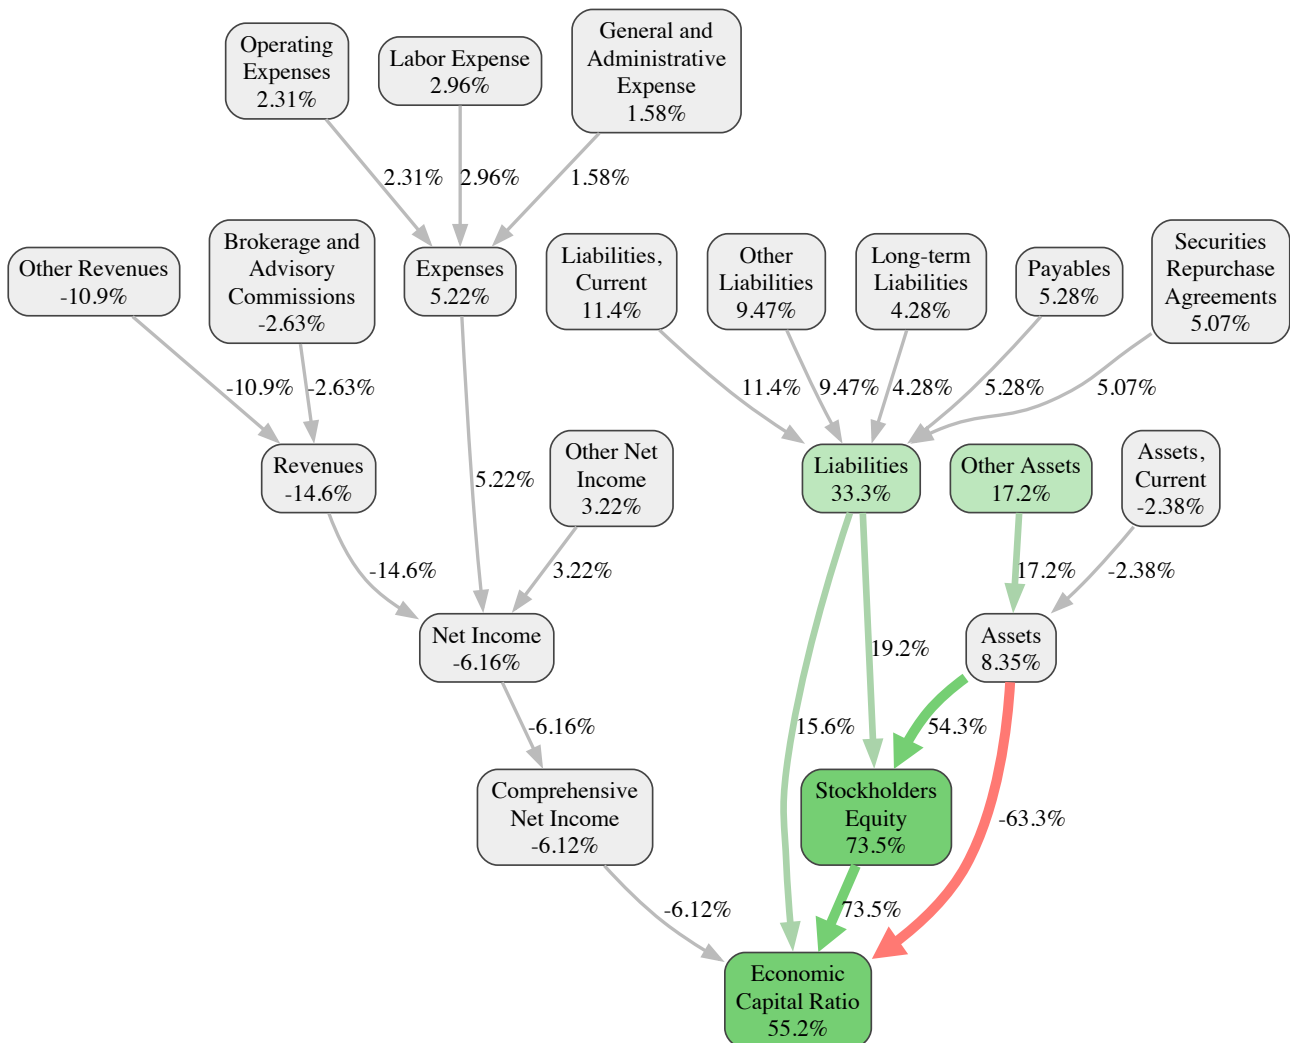 Operating
Expenses
2.31%
Labor Expense
2.96%
General and
Administrative
Expense
1.58%
2.31%
2.96%
1.58%
Other Revenues
-10.9%
Brokerage and
Advisory
Commissions
-2.63%
Expenses
5.22%
Liabilities,
Current
11.4%
Other
Liabilities
9.47%
Long-term
Liabilities
4.28%
Payables
5.28%
Securities
Repurchase
Agreements
5.07%
-10.9%
-2.63%
11.4%
9.47%
4.28%
5.28%
5.07%
Revenues
-14.6%
5.22%
Other Net
Income
3.22%
Liabilities
33.3%
Other Assets
17.2%
Assets,
Current
-2.38%
-14.6%
3.22%
17.2%
-2.38%
Net Income
-6.16%
19.2%
Assets
8.35%
-6.16%
15.6%
54.3%
Comprehensive
Net Income
-6.12%
Stockholders
Equity
73.5%
-63.3%
-6.12%
73.5%
Economic
Capital Ratio
55.2%